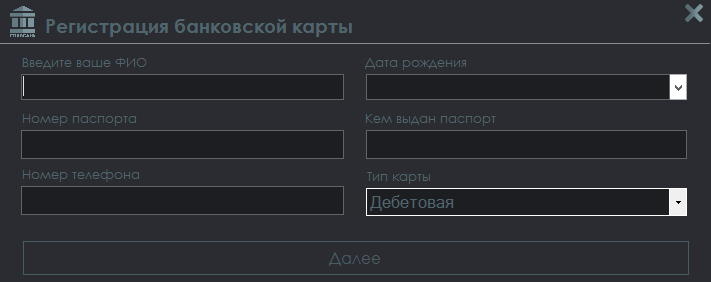 Регистрация банковской карты
Введите ваше ФИО
Дата рождения
Номер паспорта
Кем выдан паспорт
Номер телефона
Тип карты
Дебетовая
Далее